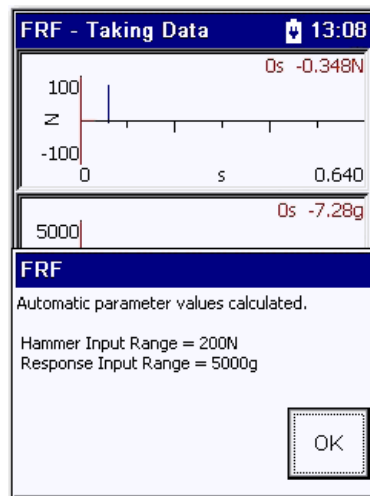 FRF - Taking Data 13:08
0s -0.348N
100
N
-100
0 s 0.640
0s -7.28g
5000
FRF
Automatic parameter values calculated.
Hammer Input Range = 200N
Response Input Range = 5000g
OK